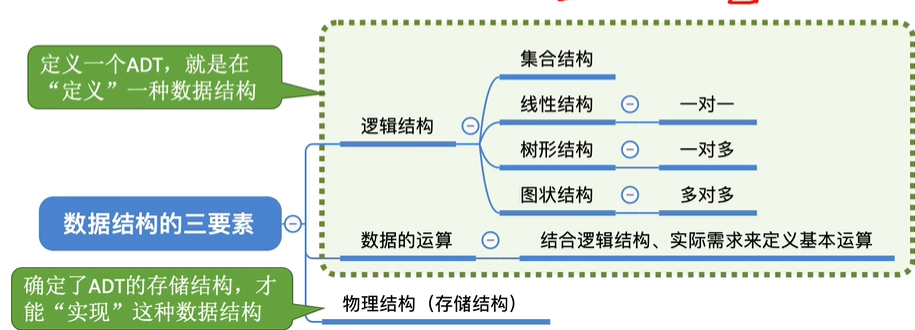 定义一个ADT，就是在
“定义”一种数据结构
集合结构
线性结构
一对一
逻辑结构
树形结构
一对多
图状结构
多对多
数据结构的三要素
数据的运算
结合逻辑结构、实际需求来定义基本运算
确定了ADT的存储结构，才
能“实现”这种数据结构
物理结构（存储结构）